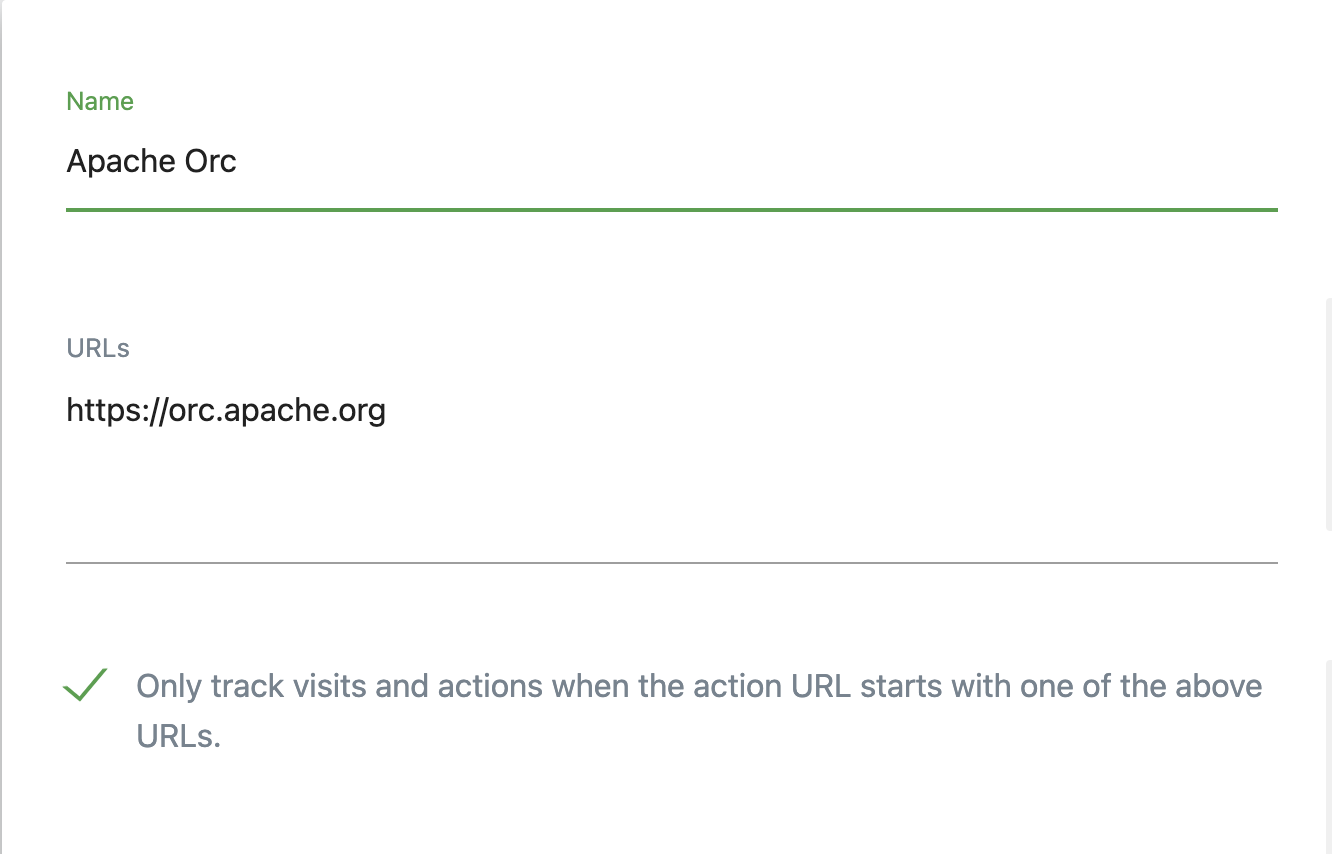 Name
Apache Orc
URLs
https://orc.apache.org
Only track visits and actions when the action URL starts with one of the above
URLs.